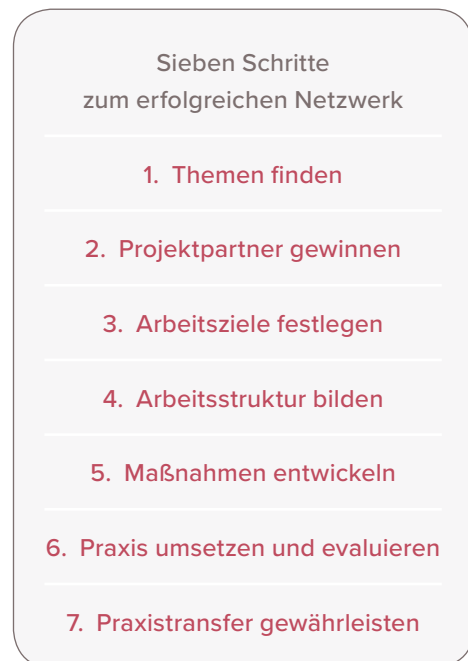 Sieben Schritte
zum erfolgreichen Netzwerk
1. Themen finden
2. Projektpartner gewinnen
3. Arbeitsziele festlegen
4. Arbeitsstruktur bilden
5. Maßnahmen entwickeln
6. Praxis umsetzen und evaluieren
7. Praxistransfer gewährleisten